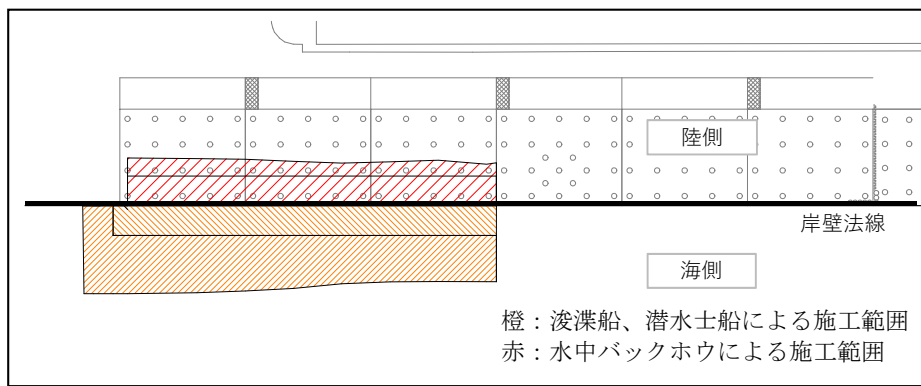 陸側
岸壁法線
海側
橙：浚渫船、潜水士船による施工範囲
赤：水中バックホウによる施工範囲